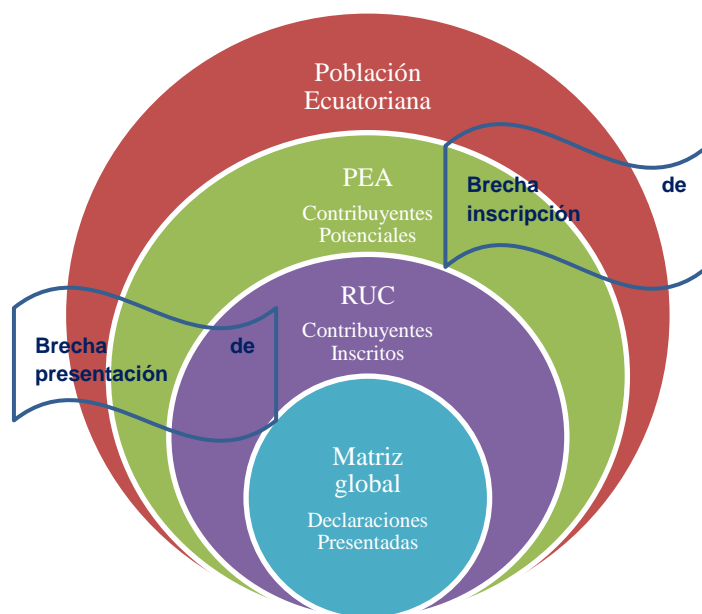 Población
Ecuatoriana
PEA
Contribuyentes
Potenciales
Brecha de
inscripción
RUC
Contribuyentes
Inscritos
Brecha de
presentación
Matriz
global
Declaraciones
Presentadas